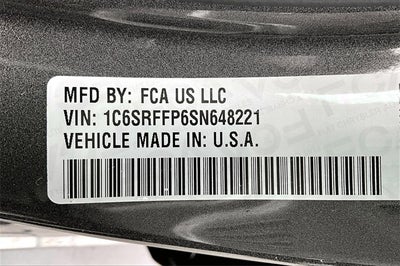 MFD BY: FCA US LLC
VIN: 1C6SRFFP6SN648221
VEHICLE MADE IN: U.S.A.